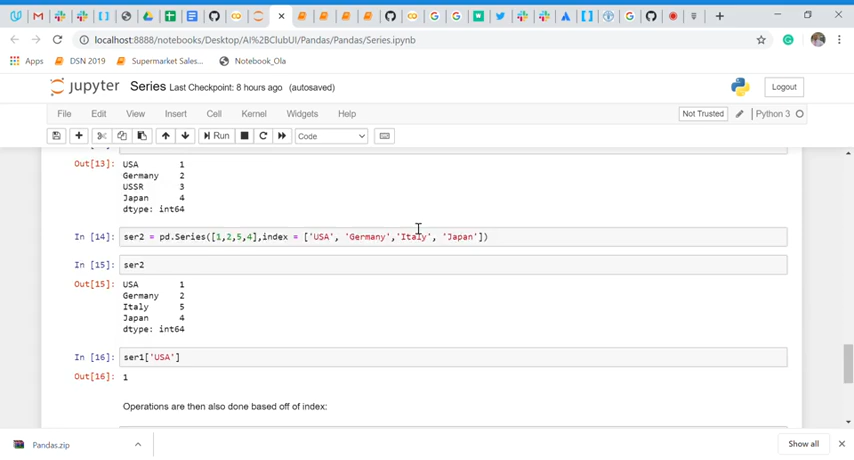 localhost:8888/notebooks/Desktop/AI%2BClubUI/Pandas/Pandas/Series.ipynb
Apps DSN 2019 Supermarket Sales... Notebook_Ola
jupyter Series Last Checkpoint: 8 hours ago (autosaved) Logout
File Edit View Insert Cell Kernel Widgets Help Not Trusted Python 3
Run Code
Out[13]: USA 1
Germany 2
USSR 3
Japan 4
dtype: int64
In [14]: ser2 = pd.Series([1,2,5,4],index = ['USA', 'Germany','Italy', 'Japan'])
In [15]: ser2
Out[15]: USA 1
Germany 2
Italy 5
Japan 4
dtype: int64
In [16]: ser1['USA']
Out[16]: 1
Operations are then also done based off of index:
Pandas.zip Show all